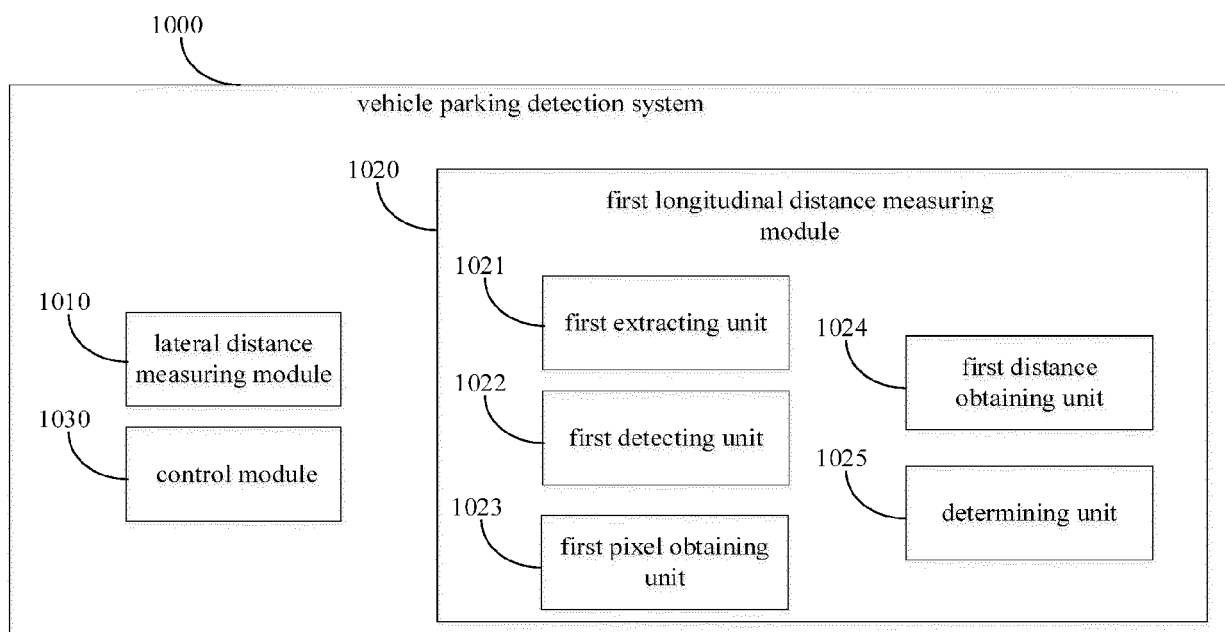 1000
vehicle parking detection system
1020
first longitudinal distance measuring
module
1021
first extracting unit
1010
lateral distance
measuring module
1024
first distance
obtaining unit
1022
first detecting unit
1030
control module
1025
determining unit
1023
first pixel obtaining
unit